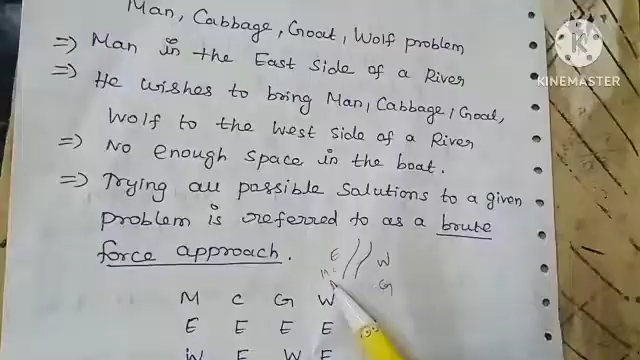 Man, Cabbage, Goat, Wolf problem
⇒ Man in the East side of a River
⇒ He wishes to bring Man, Cabbage, Goat,
Wolf to the West side of a River
⇒ No enough space in the boat.
⇒ Trying all possible solutions to a given
problem is referred to as a brute
force approach.
E W
G
M C G W
E E E E
W E W E
KINEMASTER